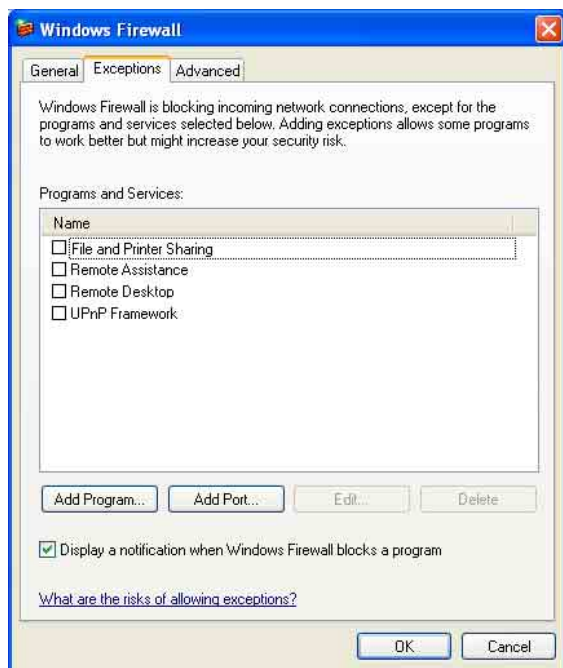 Windows Firewall
General Exceptions Advanced
Windows Firewall is blocking incoming network connections, except for the
programs and services selected below. Adding exceptions allows some programs
to work better but might increase your security risk.
Programs and Services:
Name
File and Printer Sharing
Remote Assistance
Remote Desktop
UPnP Framework
Add Program... Add Port... Edit... Delete
Display a notification when Windows Firewall blocks a program
What are the risks of allowing exceptions?
OK Cancel